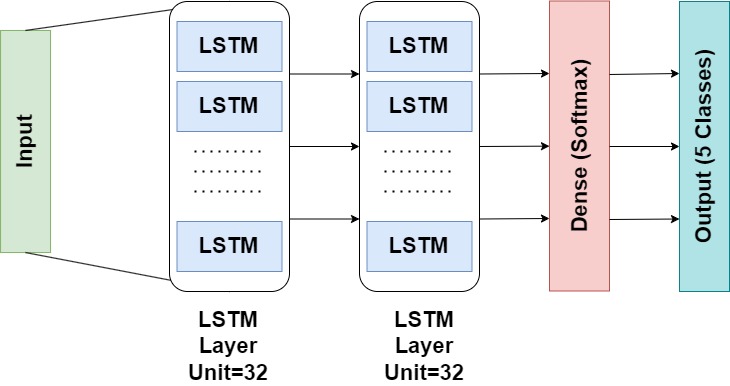 Input
LSTM
LSTM
.........
.........
.........
LSTM
LSTM
Layer
Unit=32
LSTM
LSTM
.........
.........
.........
LSTM
LSTM
Layer
Unit=32
Dense (Softmax)
Output (5 Classes)